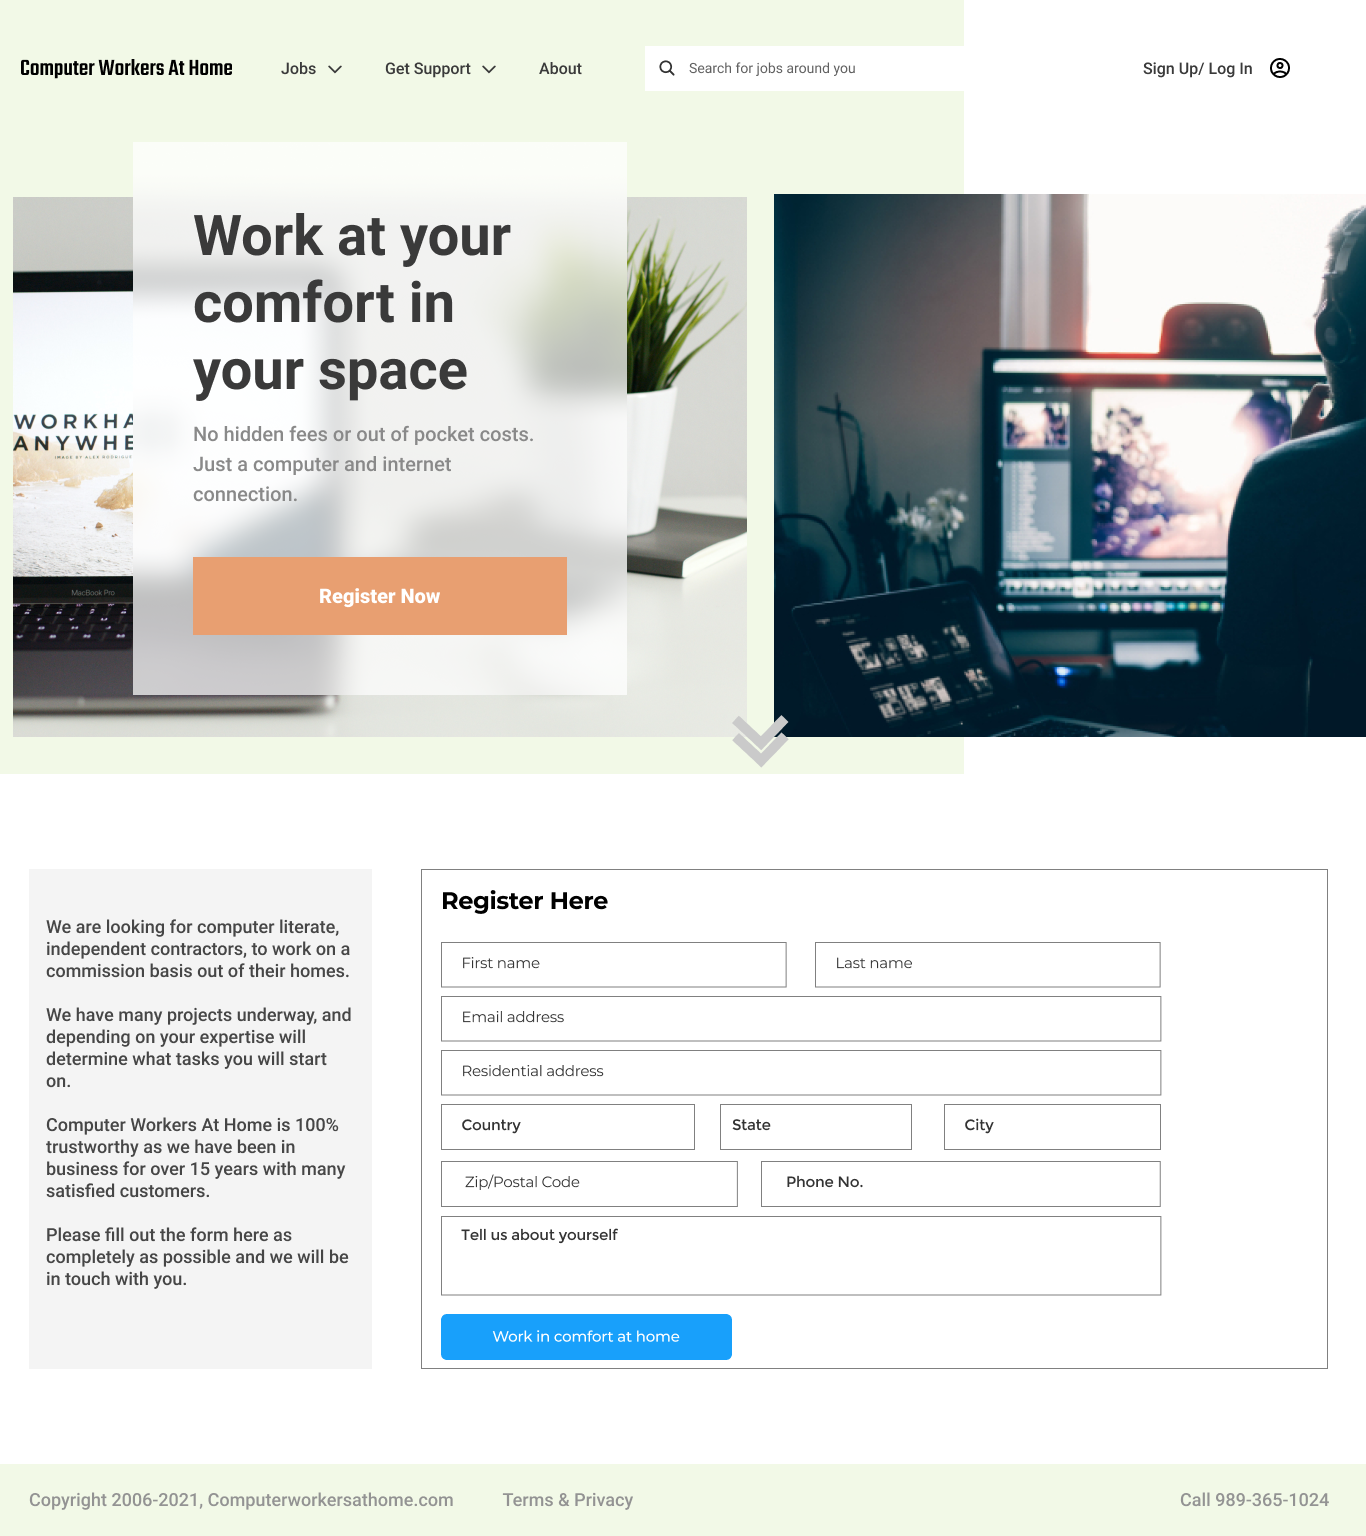 Computer Workers At Home
Jobs
Get Support
About
Search for jobs around you
Sign Up/ Log In
Work at your
comfort in
your space
No hidden fees or out of pocket costs.
Just a computer and internet
connection.
Register Now
WORKHA
ANYWHE
IMAGE BY ALEX RODRIGUE
MacBook Pro
We are looking for computer literate,
independent contractors, to work on a
commission basis out of their homes.
We have many projects underway, and
depending on your expertise will
determine what tasks you will start
on.
Computer Workers At Home is 100%
trustworthy as we have been in
business for over 15 years with many
satisfied customers.
Please fill out the form here as
completely as possible and we will be
in touch with you.
Register Here
First name
Last name
Email address
Residential address
Country
State
City
Zip/Postal Code
Phone No.
Tell us about yourself
Work in comfort at home
Copyright 2006-2021, Computerworkersathome.com
Terms & Privacy
Call 989-365-1024